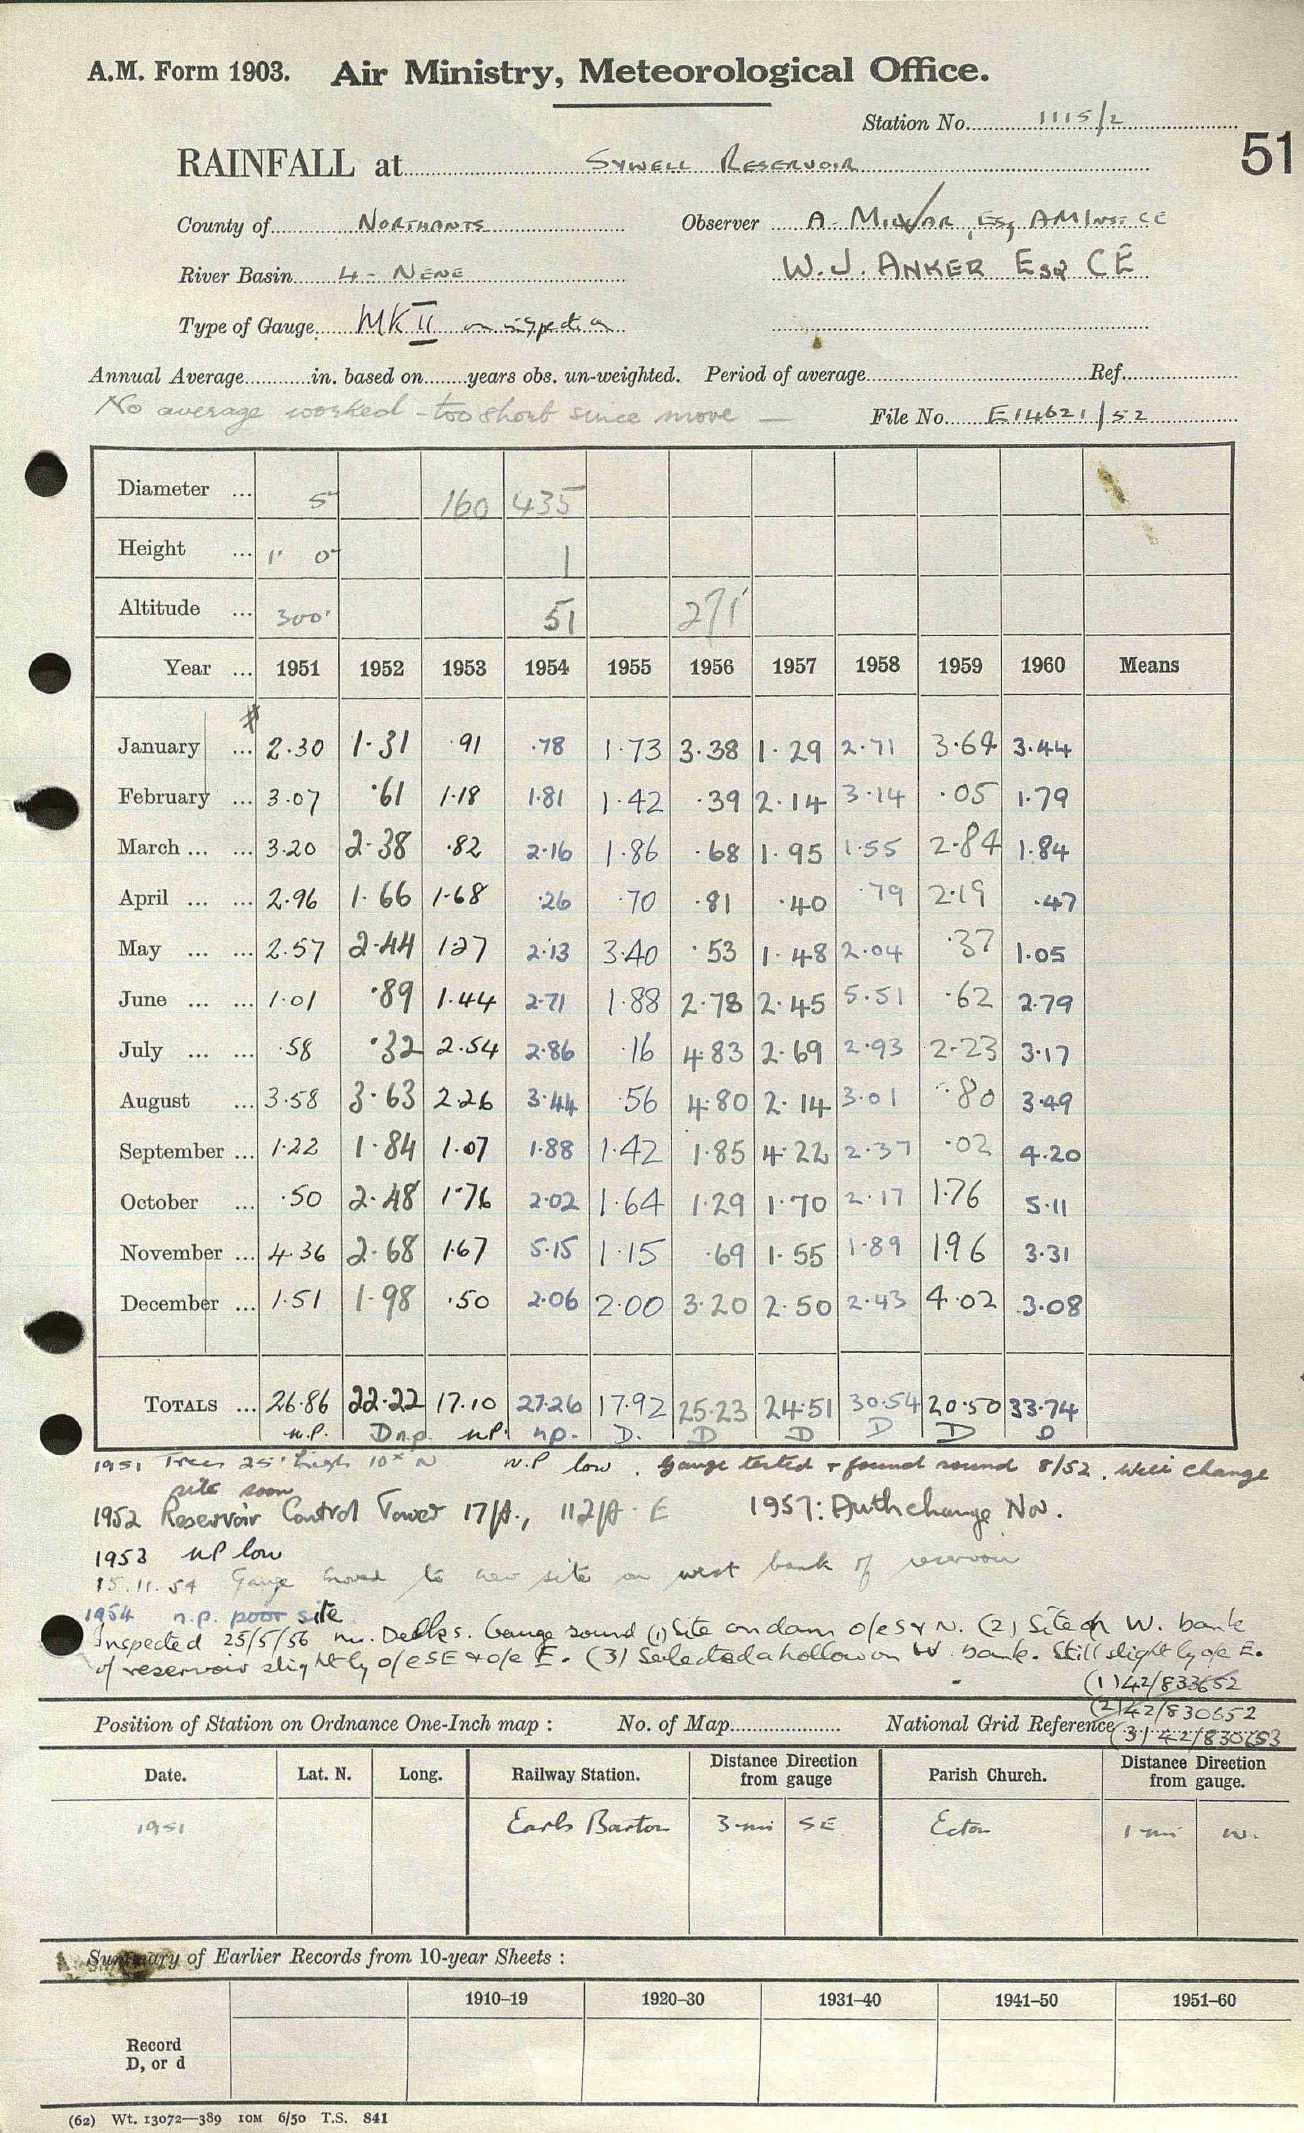 A.M. Form 1903. Air Ministry, Meteorological Office.
Station No. 1115/2
51
RAINFALL at Sywell Reservoir
County of Northants Observer A. Millar, Esq, AMInst.CE
River Basin 4 - Nene W.J. Anker Esq CE
Type of Gauge MK II on inspection
Annual Average............in. based on........years obs. un-weighted. Period of average Ref.
No average worked - too short since move - File No. E14621/52
Diameter ... 5 160 435
Height ... 1' 0" 1
Altitude ... 300' 51 271'
Year ... 1951 1952 1953 1954 1955 1956 1957 1958 1959 1960 Means
January ... 2.30 1.31 .91 .78 1.73 3.38 1.29 2.71 3.64 3.44
February ... 3.07 .61 1.18 1.81 1.42 .39 2.14 3.14 .05 1.79
March ... ... 3.20 2.38 .82 2.16 1.86 .68 1.95 1.55 2.84 1.84
April ... ... 2.96 1.66 1.68 .26 .70 .81 .40 .79 2.19 .47
May ... ... 2.57 2.44 1.27 2.13 3.40 .53 1.48 2.04 .37 1.05
June ... ... 1.01 .89 1.44 2.71 1.88 2.78 2.45 5.51 .62 2.79
July ... ... .58 .32 2.54 2.86 .16 4.83 2.69 2.93 2.23 3.17
August ... 3.58 3.63 2.26 3.44 .56 4.80 2.14 3.01 .80 3.49
September ... 1.22 1.84 1.07 1.88 1.42 1.85 4.22 2.37 .02 4.20
October ... .50 2.48 1.76 2.02 1.64 1.29 1.70 2.17 1.76 5.11
November ... 4.36 2.68 1.67 5.15 1.15 .69 1.55 1.89 1.96 3.31
December ... 1.51 1.98 .50 2.06 2.00 3.20 2.50 2.43 4.02 3.08
Totals ... 26.86 22.22 17.10 27.26 17.92 25.23 24.51 30.54 20.50 33.74
n.p. Dn.p. n.P. n.p. D. D D D D D
1951 Trees 25' high 10x N n.P low. Gauge tested & found sound 8/52. Will change
site soon
1952 Reservoir Control Tower 17ft., 112ft E 1957: Auth change Nov.
1953 nP low
15.11.54 Gauge moved to new site on west bank of reservoir
1954 n.p. poor site
Inspected 25/5/56 Mr. Delks. Gauge sound (1) Site on dam o/e S & N. (2) Site on W. bank
of reservoir slightly o/e SE & o/e E. (3) Selected a hollow on W bank. Still slightly o/e E.
(1) 42/833652
(2) 42/830652
Position of Station on Ordnance One-Inch map : No. of Map National Grid Reference (3) 42/830653
Date. Lat. N. Long. Railway Station. Distance Direction from gauge Parish Church. Distance Direction from gauge.
1951 Earls Barton 3 mi SE Ecton 1 mi W.
Summary of Earlier Records from 10-year Sheets :
1910–19 1920–30 1931–40 1941–50 1951–60
Record
D, or d
(62) Wt. 13072—389 10M 6/50 T.S. 841